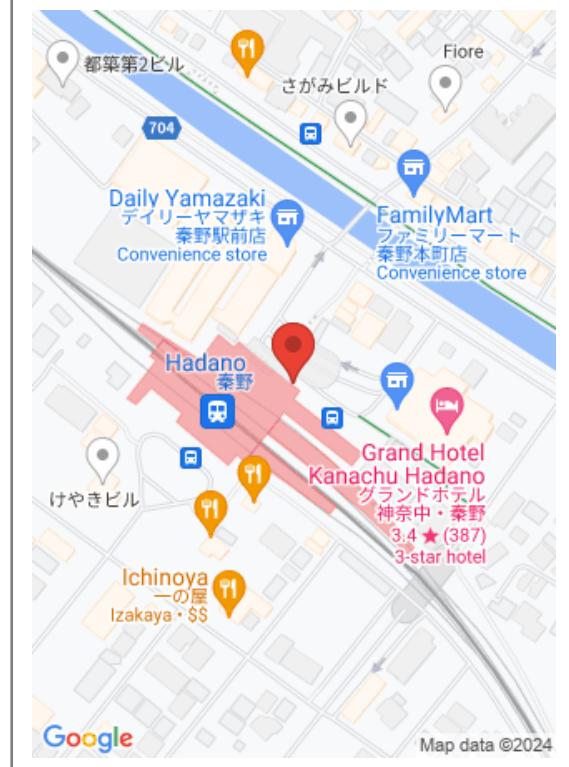 Fiore
都築第2ビル
さがみビルド
704
Daily Yamazaki
デイリーヤマザキ
秦野駅前店
Convenience store
FamilyMart
ファミリーマート
秦野本町店
Convenience store
Hadano
秦野
Grand Hotel
Kanachu Hadano
グランドホテル
神奈中・秦野
3.4 ★ (387)
3-star hotel
けやきビル
Ichinoya
一の屋
Izakaya • $$
Google
Map data ©2024